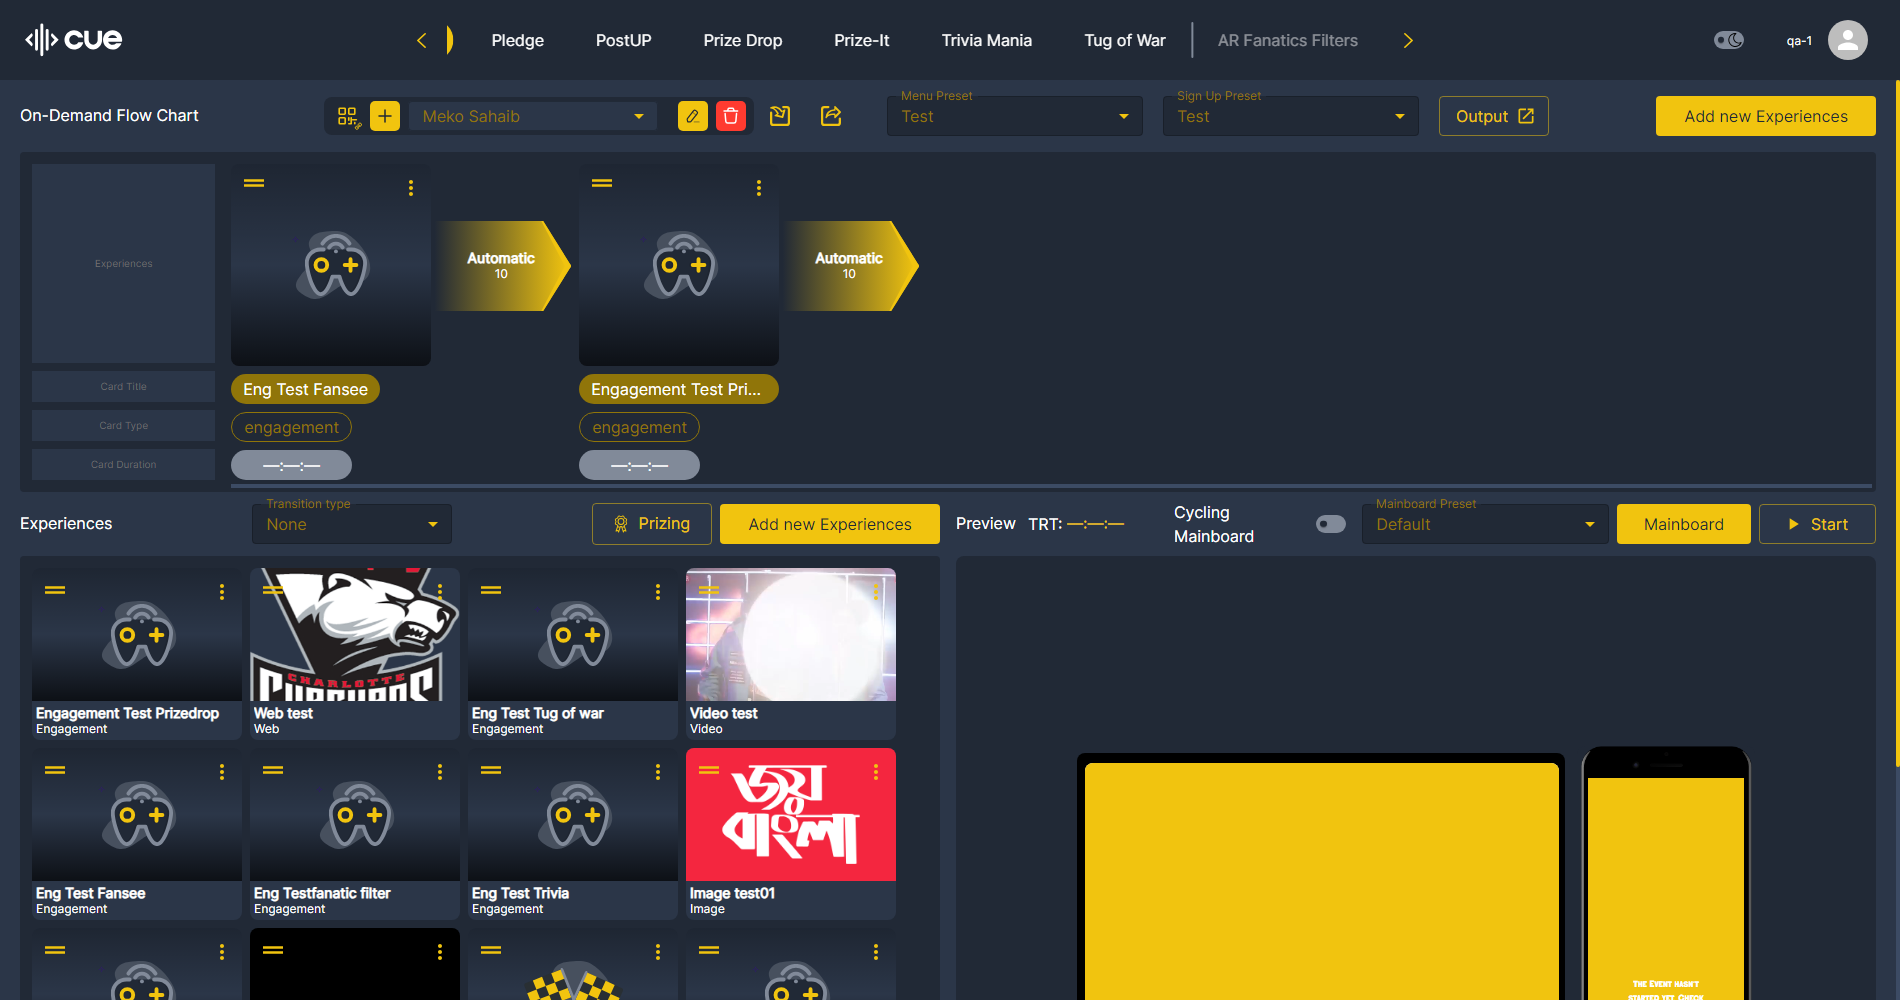 cue
Pledge
PostUP
Prize Drop
Prize-It
Trivia Mania
Tug of War
AR Fanatics Filters
qa-1
On-Demand Flow Chart
Meko Sahaib
Menu Preset
Test
Sign Up Preset
Test
Output
Add new Experiences
Experiences
Automatic
10
Automatic
10
Card Title
Eng Test Fansee
Engagement Test Pri...
Card Type
engagement
engagement
Card Duration
—:—:—
—:—:—
Experiences
Transition type
None
Prizing
Add new Experiences
Preview
TRT: —:—:—
Cycling
Mainboard
Mainboard Preset
Default
Mainboard
Start
CHARLOTTE
Engagement Test Prizedrop
Engagement
Web test
Web
Eng Test Tug of war
Engagement
Video test
Video
জয়
বাংলা
Eng Test Fansee
Engagement
Eng Testfanatic filter
Engagement
Eng Test Trivia
Engagement
Image test01
Image
The Event hasn't
started yet. Check